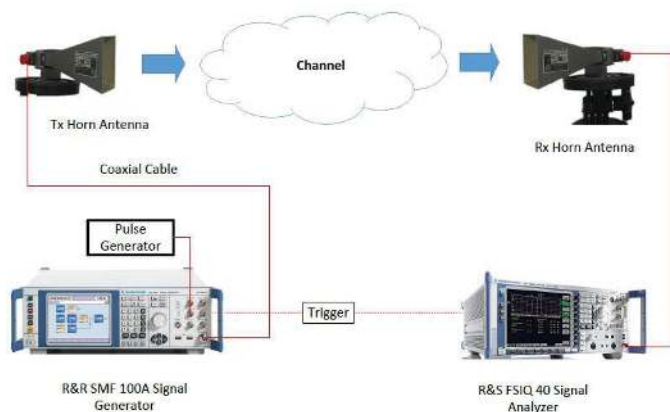 Channel
Tx Horn Antenna
Rx Horn Antenna
Coaxial Cable
Pulse
Generator
Trigger
R&R SMF 100A Signal
Generator
R&S FSIQ 40 Signal
Analyzer